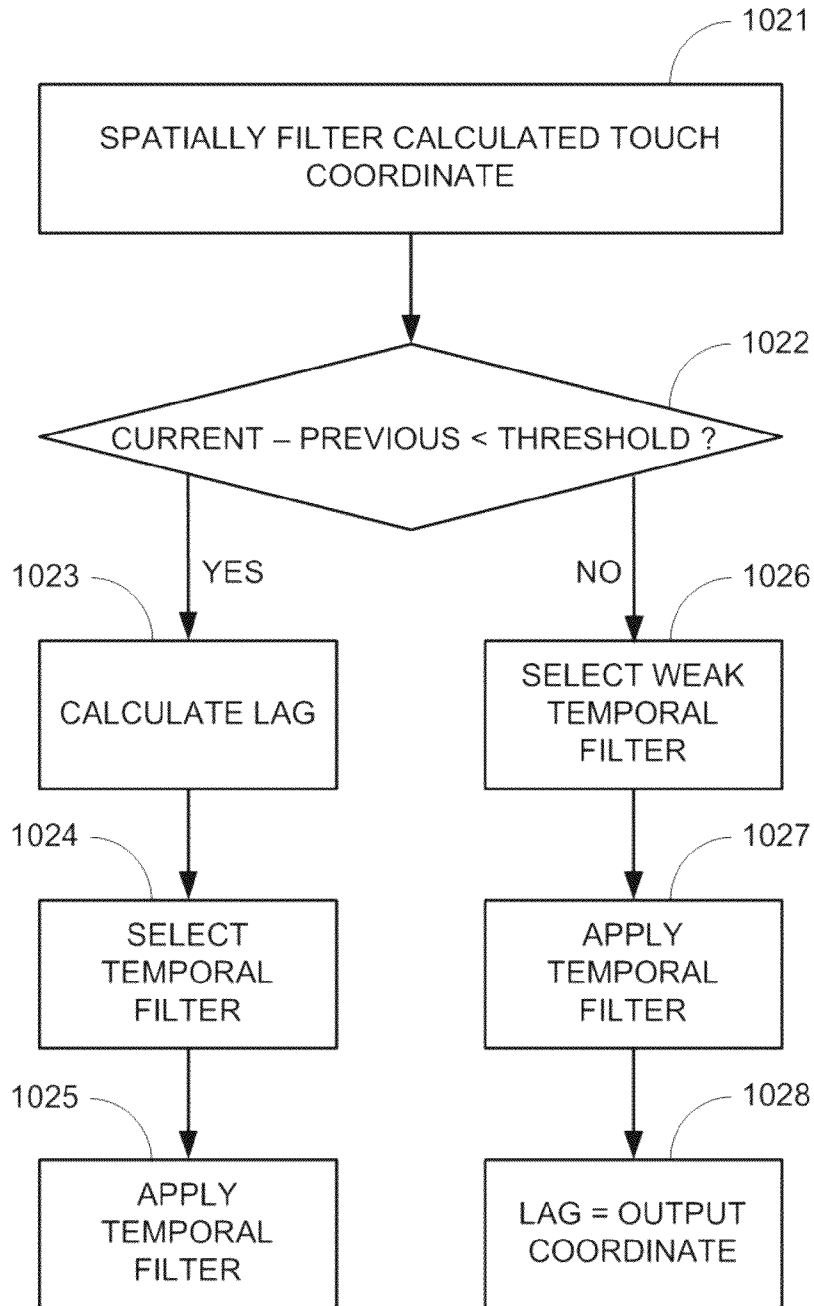 1021
SPATIALLY FILTER CALCULATED TOUCH
COORDINATE
1022
CURRENT – PREVIOUS < THRESHOLD ?
YES
NO
1023
CALCULATE LAG
1026
SELECT WEAK
TEMPORAL
FILTER
1024
SELECT
TEMPORAL
FILTER
1027
APPLY
TEMPORAL
FILTER
1025
APPLY
TEMPORAL
FILTER
1028
LAG = OUTPUT
COORDINATE